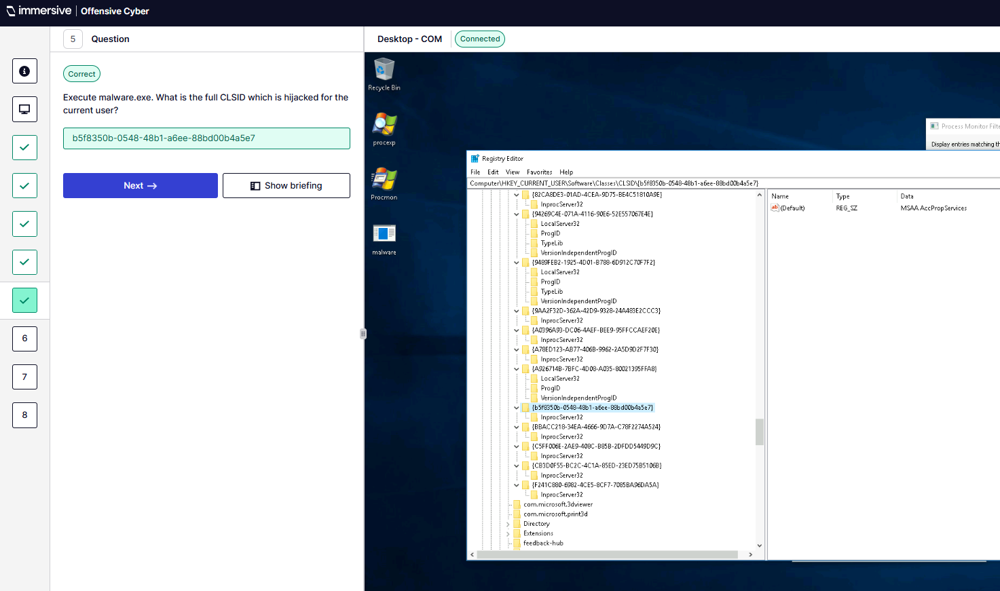 immersive | Offensive Cyber
5 Question
Desktop - COM
Connected
Correct
Execute malware.exe. What is the full CLSID which is hijacked for the
current user?
b5f8350b-0548-48b1-a6ee-88bd00b4a5e7
Next →
Show briefing
6
7
8
Recycle Bin
procexp
Procmon
malware
Process Monitor Filte
Display entries matching th
Registry Editor
File Edit View Favorites Help
Computer\HKEY_CURRENT_USER\Software\Classes\CLSID\{b5f8350b-0548-48b1-a6ee-88bd00b4a5e7}
{82CA8DE3-01AD-4CEA-9D75-BE4C51810A9E}
InprocServer32
{94269C4E-071A-4116-90E6-52E557067E4E}
LocalServer32
ProgID
TypeLib
VersionIndependentProgID
{9489FEB2-1925-4D01-B788-6D912C70F7F2}
LocalServer32
ProgID
TypeLib
VersionIndependentProgID
{9AA2F32D-362A-42D9-9328-24A483E2CCC3}
InprocServer32
{A0396A93-DC06-4AEF-BEE9-95FFCCAEF20E}
InprocServer32
{A78ED123-AB77-406B-9962-2A5D9D2F7F30}
InprocServer32
{A926714B-7BFC-4D08-A035-80021395FFA8}
LocalServer32
ProgID
VersionIndependentProgID
{b5f8350b-0548-48b1-a6ee-88bd00b4a5e7}
InprocServer32
{BBACC218-34EA-4666-9D7A-C78F2274A524}
InprocServer32
{C5FF006E-2AE9-408C-B85B-2DFDD5449D9C}
InprocServer32
{CB3D0F55-BC2C-4C1A-85ED-23ED75B5106B}
InprocServer32
{F241C880-6982-4CE5-8CF7-7085BA96DA5A}
InprocServer32
com.microsoft.3dviewer
com.microsoft.print3d
Directory
Extensions
feedback-hub
Name Type Data
(Default) REG_SZ MSAA AccPropServices